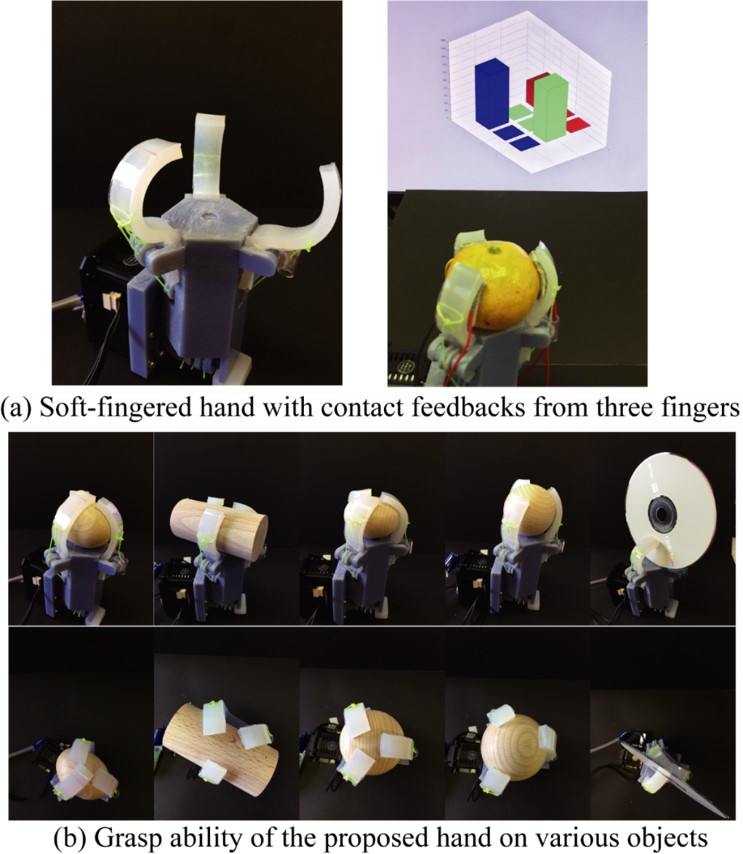 (a) Soft-fingered hand with contact feedbacks from three fingers
(b) Grasp ability of the proposed hand on various objects